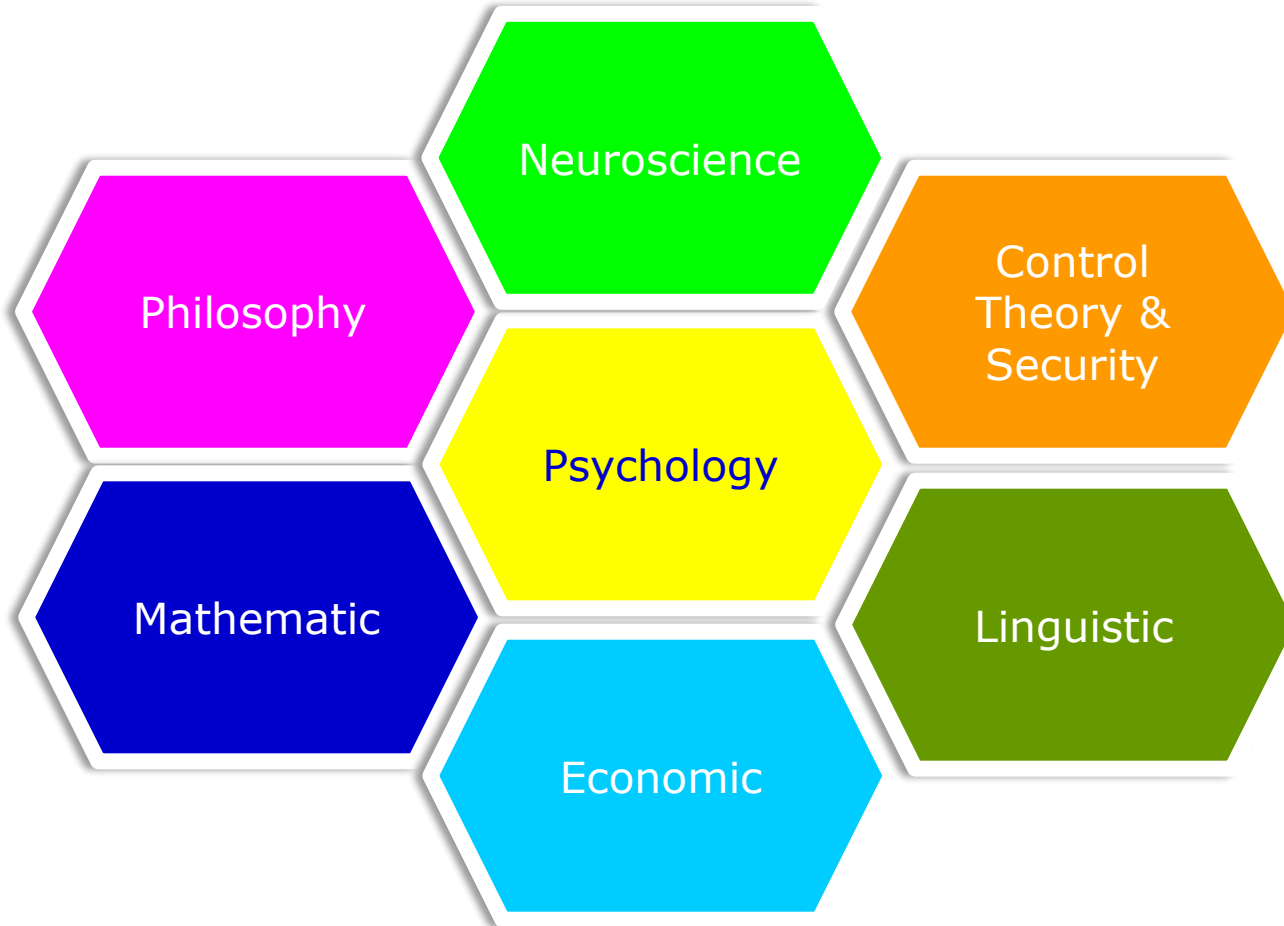 Neuroscience
Philosophy
Control
Theory &
Security
Psychology
Mathematic
Linguistic
Economic